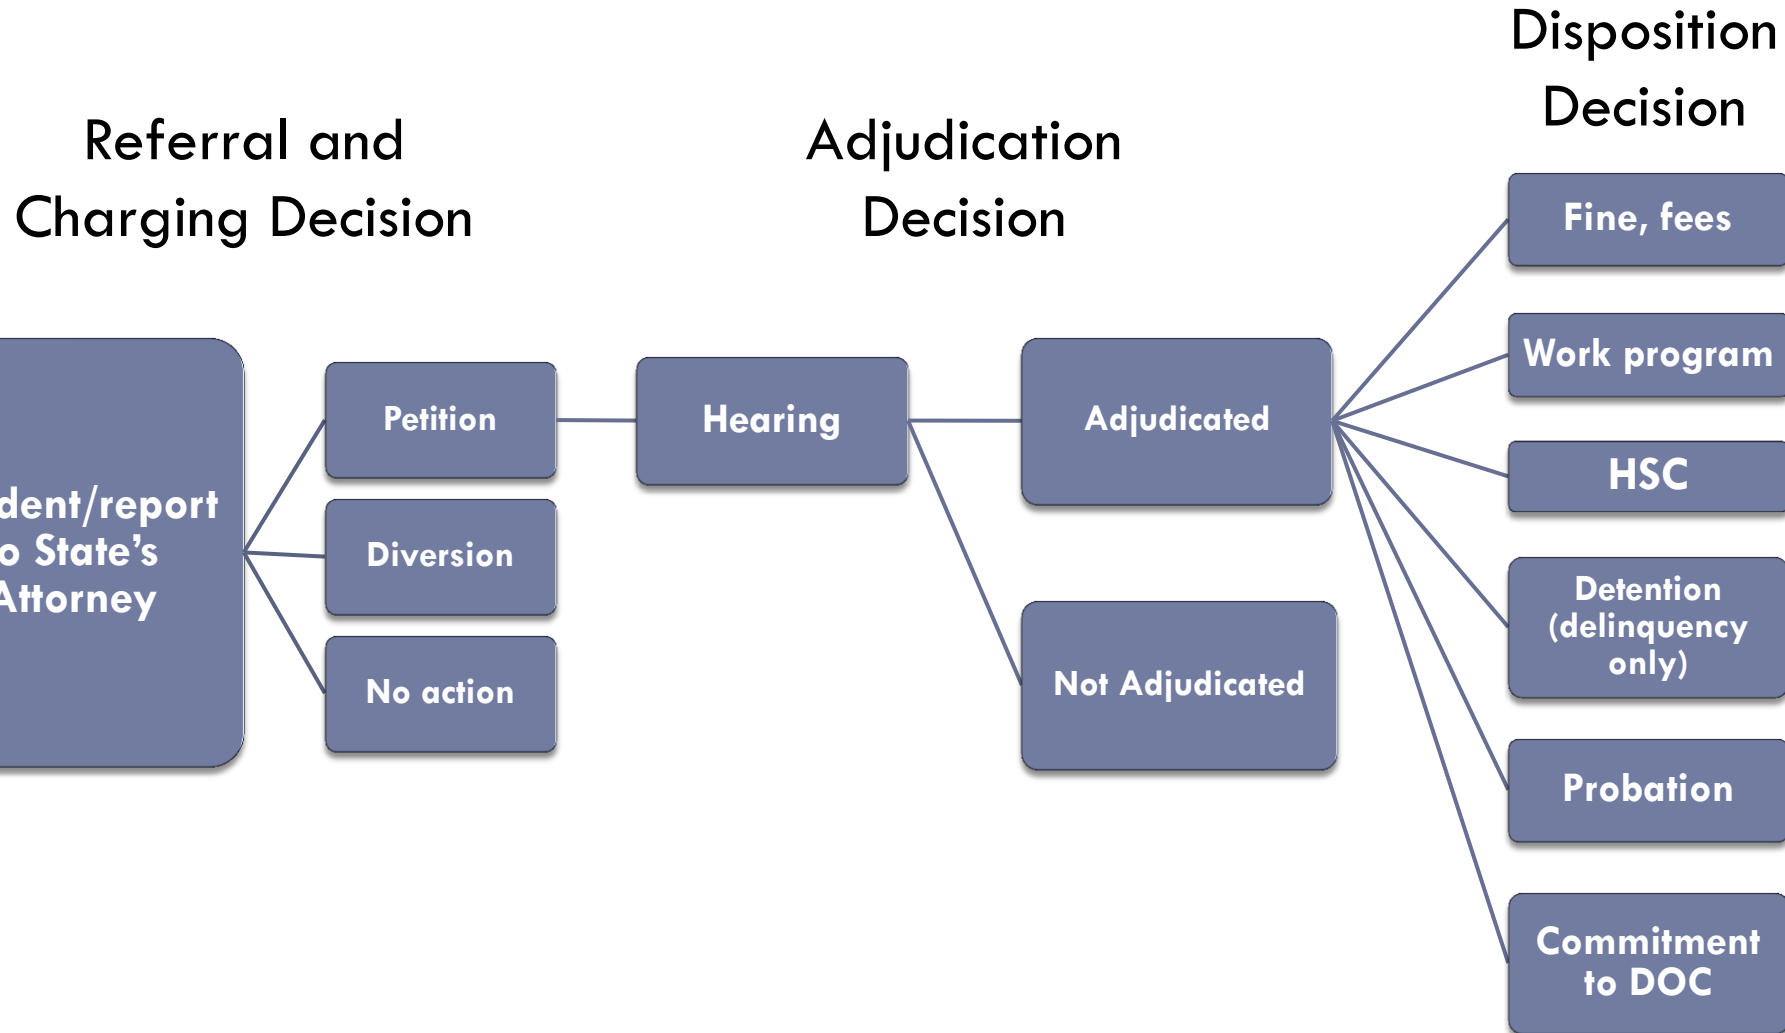 Disposition
Decision
Referral and
Charging Decision
Adjudication
Decision
dent/report
o State's
Attorney
Petition
Diversion
No action
Hearing
Adjudicated
Not Adjudicated
Fine, fees
Work program
HSC
Detention
(delinquency
only)
Probation
Commitment
to DOC